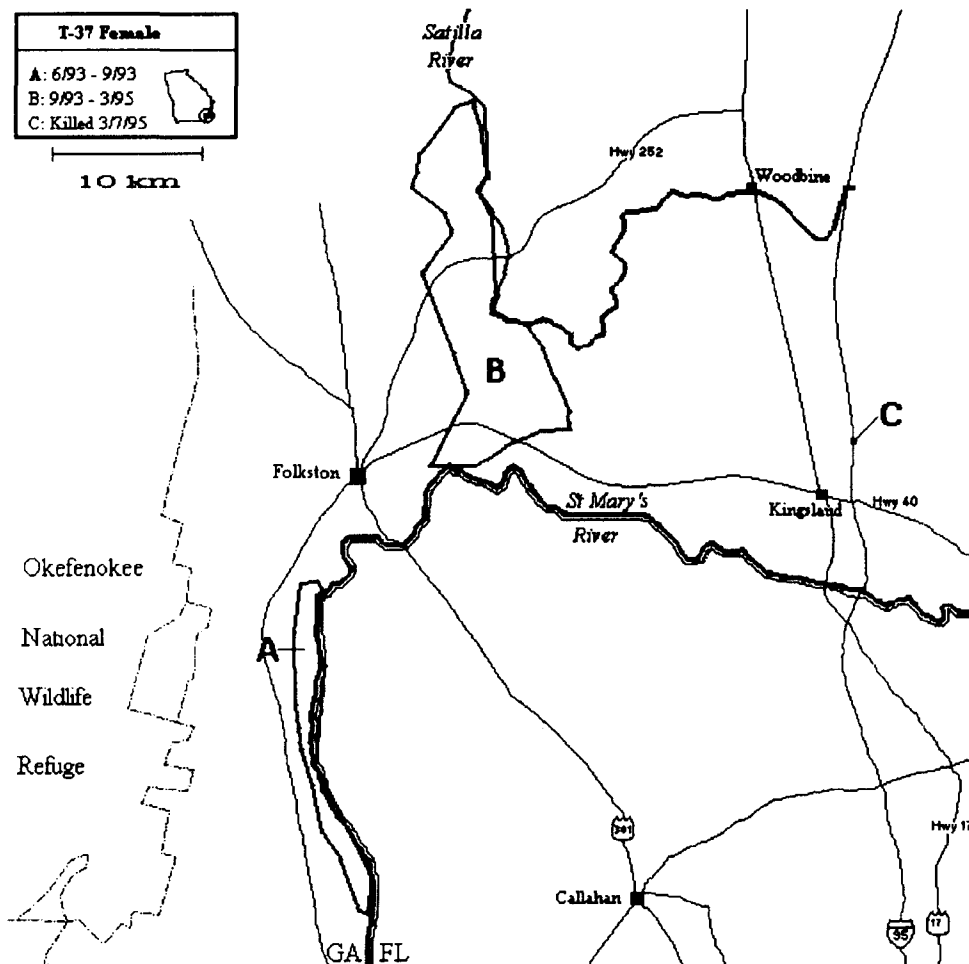 T-37 Female
A: 6/93 - 9/93
B: 9/93 - 3/95
C: Killed 3/7/95
10 km
Satilla
River
Hwy 252
Woodbine
B
C
Folkston
St Mary's
River
Kingsland
Hwy 40
Okefenokee
National
Wildlife
Refuge
A
301
Hwy 17
Callahan
95
17
GA FL